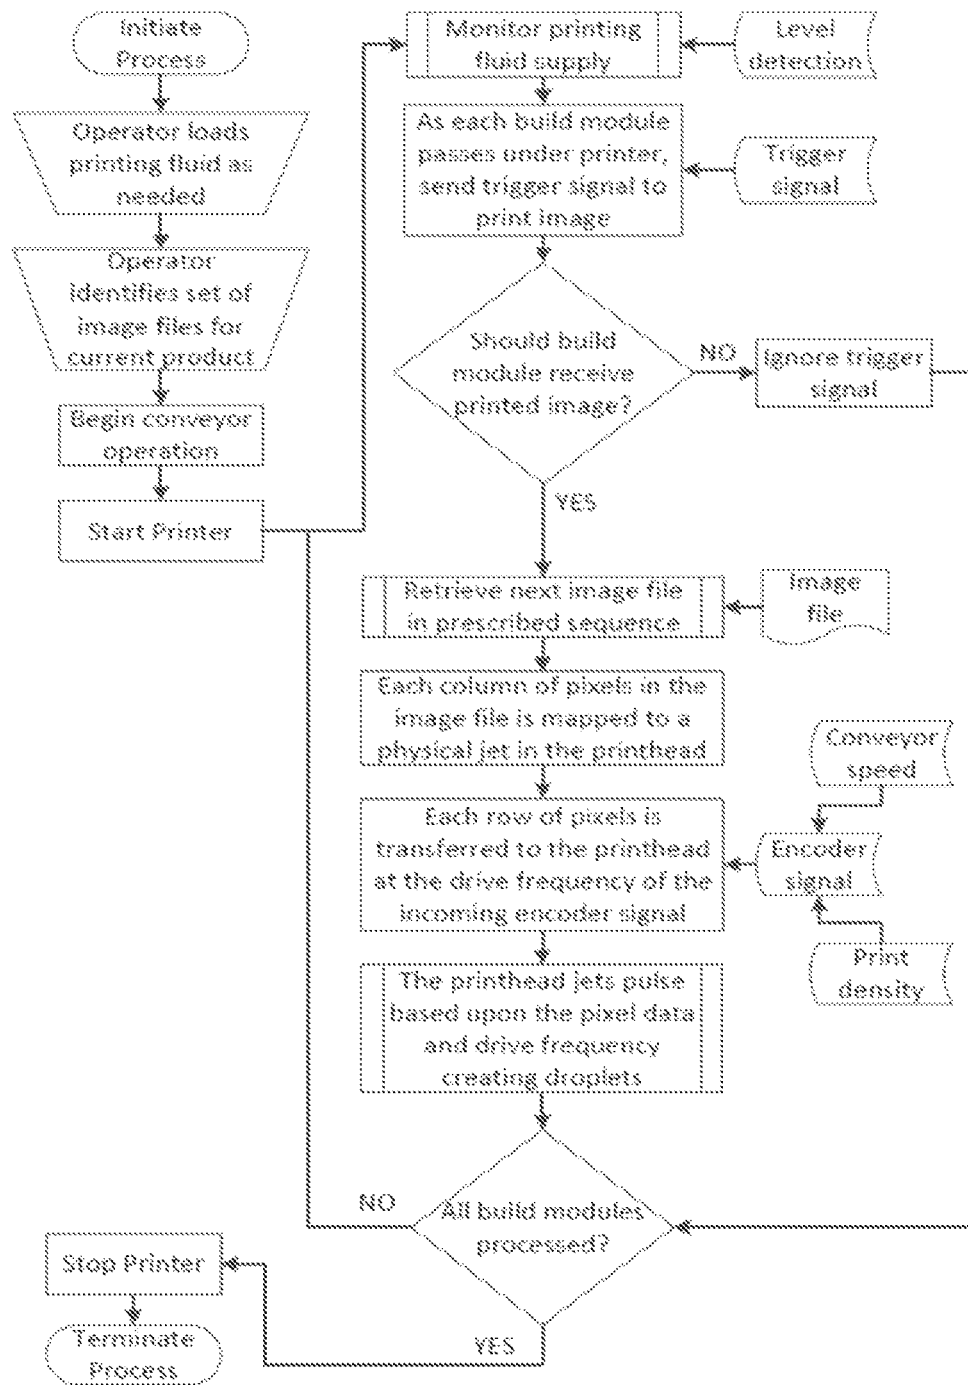 Initiate
Process
Operator loads
printing fluid as
needed
Operator
identifies set of
image files for
current product
Begin conveyor
operation
Start Printer
Monitor printing
fluid supply
Level
detection
As each build module
passes under printer,
send trigger signal to
print image
Trigger
signal
Should build
module receive
printed image?
NO
Ignore trigger
signal
YES
Retrieve next image file
in prescribed sequence
Image
file
Each column of pixels in the
image file is mapped to a
physical jet in the printhead
Conveyor
speed
Each row of pixels is
transferred to the printhead
at the drive frequency of the
incoming encoder signal
Encoder
signal
Print
density
The printhead jets pulse
based upon the pixel data
and drive frequency
creating droplets
NO
All build modules
processed?
YES
Stop Printer
Terminate
Process